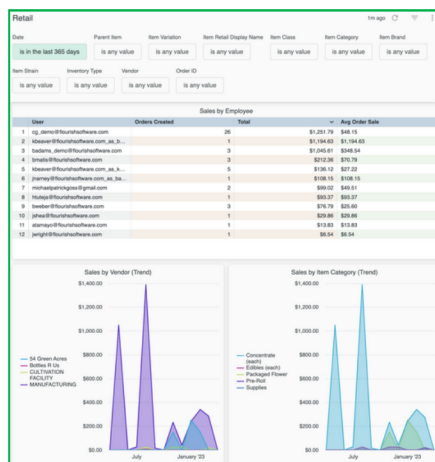 Retail
1m ago
Date Parent Item Item Variation Item Retail Display Name Item Class Item Category Item Brand
is in the last 365 days is any value is any value is any value is any value is any value is any value
Item Strain Inventory Type Vendor Order ID
is any value is any value is any value is any value
Sales by Employee
User Orders Created Total Avg Order Sale
1 cg_demo@flourishsoftware.com 26 $1,251.79 $48.15
2 kbeaver@flourishsoftware.com_as_b... 1 $1,194.83 $1,194.83
3 badams_demo@flourishsoftware.com 3 $1,045.61 $348.54
4 bmalis@flourishsoftware.com 3 $212.36 $70.79
5 kbeaver@flourishsoftware.com_as_k... 5 $136.12 $27.22
6 jnarney@flourishsoftware.com_as_ba... 1 $108.15 $108.15
7 michaelpatrickgoss@gmail.com 2 $99.02 $49.51
8 1 $93.37 $93.37
9 bweber@flourishsoftware.com 3 $76.79 $25.60
10 jshea@flourishsoftware.com 1 $29.86 $29.86
11 atamayo@flourishsoftware.com 1 $13.83 $13.83
12 jwright@flourishsoftware.com 1 $6.54 $6.54
Sales by Vendor (Trend)
$1,400.00
$1,200.00
$1,000.00
$800.00
$600.00
$400.00
$200.00
$0.00
54 Green Acres
Bottles R Us
CULTIVATION
FACILITY
MANUFACTURING
July January '23
Sales by Item Category (Trend)
$1,400.00
$1,200.00
$1,000.00
$800.00
$600.00
$400.00
$200.00
$0.00
Concentrate
(each)
Edibles (each)
Packaged Flower
Pre-Roll
Supplies
July January '23